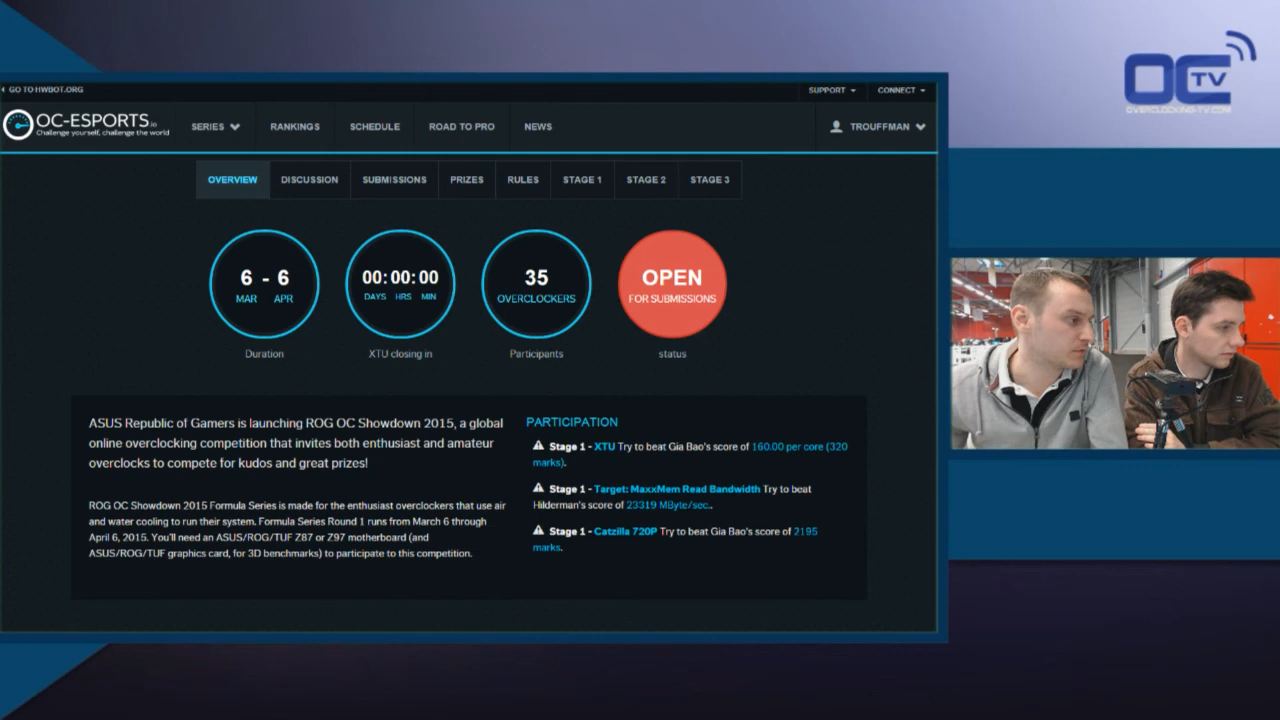 OCTV
OVERCLOCKING-TV.COM
GO TO HWBOT.ORG
SUPPORT
CONNECT
OC-ESPORTS.io
Challenge yourself, challenge the world
SERIES
RANKINGS
SCHEDULE
ROAD TO PRO
NEWS
TROUFFMAN
OVERVIEW
DISCUSSION
SUBMISSIONS
PRIZES
RULES
STAGE 1
STAGE 2
STAGE 3
6 - 6
MAR APR
Duration
00:00:00
DAYS HRS MIN
XTU closing in
35
OVERCLOCKERS
Participants
OPEN
FOR SUBMISSIONS
status
ASUS Republic of Gamers is launching ROG OC Showdown 2015, a global
online overclocking competition that invites both enthusiast and amateur
overclocks to compete for kudos and great prizes!
ROG OC Showdown 2015 Formula Series is made for the enthusiast overclockers that use air
and water cooling to run their system. Formula Series Round 1 runs from March 6 through
April 6, 2015. You'll need an ASUS/ROG/TUF Z87 or Z97 motherboard (and
ASUS/ROG/TUF graphics card, for 3D benchmarks) to participate to this competition.
PARTICIPATION
Stage 1 - XTU Try to beat Gia Bao's score of 160.00 per core (320
marks).
Stage 1 - Target: MaxxMem Read Bandwidth Try to beat
Hilderman's score of 23319 MByte/sec..
Stage 1 - Catzilla 720P Try to beat Gia Bao's score of 2195
marks.